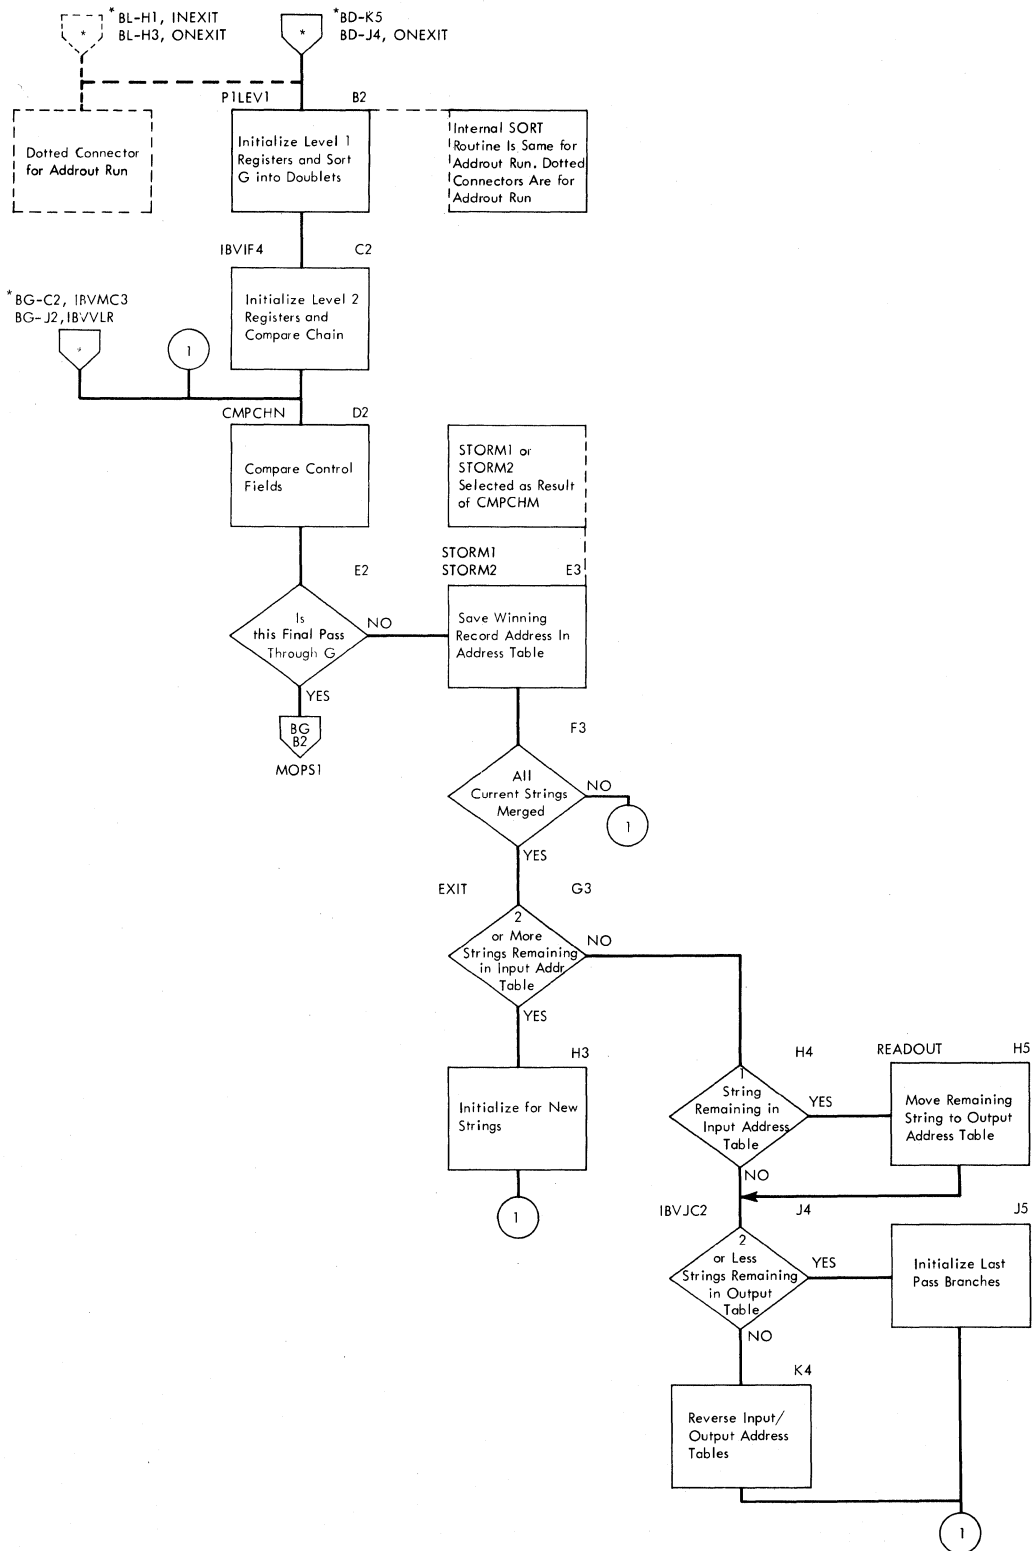 *BL-H1, INEXIT
BL-H3, ONEXIT
*
*BD-K5
BD-J4, ONEXIT
*
P1LEV1 B2
Dotted Connector
for Addrout Run
Initialize Level 1
Registers and Sort
G into Doublets
Internal SORT
Routine Is Same for
Addrout Run. Dotted
Connectors Are for
Addrout Run
IBVIF4 C2
Initialize Level 2
Registers and
Compare Chain
*BG-C2, IBVMC3
BG-J2, IBVVLR
*
1
CMPCHN D2
Compare Control
Fields
STORM1 or
STORM2
Selected as Result
of CMPCHM
E2
STORM1
STORM2 E3
Is
this Final Pass
Through G
NO
YES
Save Winning
Record Address In
Address Table
BG
B2
MOPS1
F3
All
Current Strings
Merged
NO
1
YES
EXIT G3
2
or More
Strings Remaining
in Input Addr
Table
NO
YES
H3
Initialize for New
Strings
1
H4
1
String
Remaining in
Input Address
Table
YES
NO
READOUT H5
Move Remaining
String to Output
Address Table
IBVJC2 J4
2
or Less
Strings Remaining
in Output
Table
YES
NO
J5
Initialize Last
Pass Branches
K4
Reverse Input/
Output Address
Tables
1